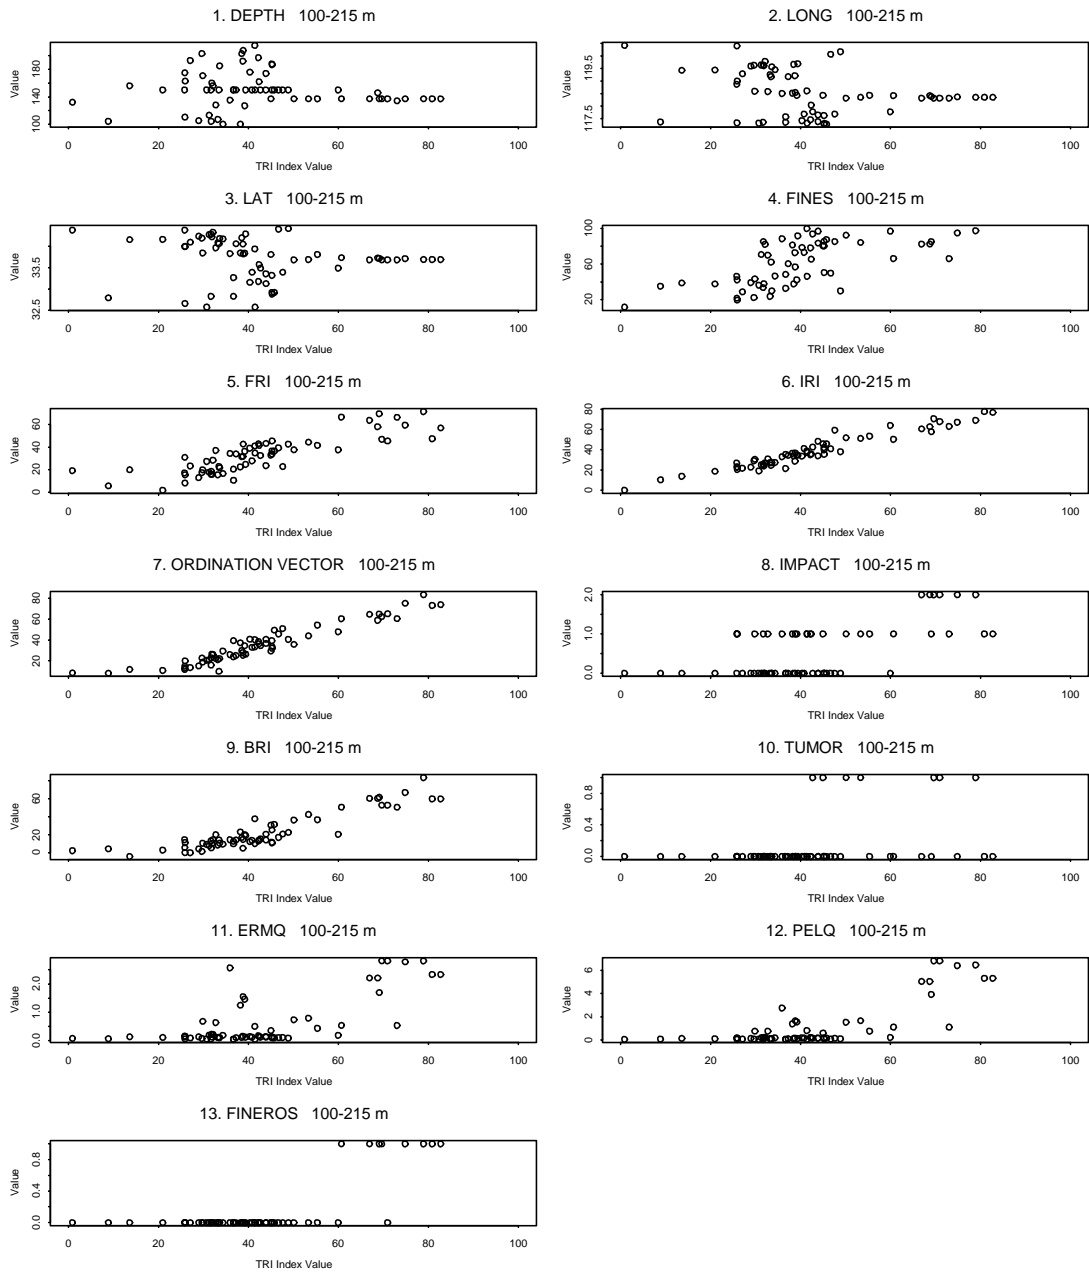 1. DEPTH 100-215 m
Value
100 140 180
0 20 40 60 80 100
TRI Index Value
2. LONG 100-215 m
Value
117.5 119.5
0 20 40 60 80 100
TRI Index Value
3. LAT 100-215 m
Value
32.5 33.5
0 20 40 60 80 100
TRI Index Value
4. FINES 100-215 m
Value
20 60 100
0 20 40 60 80 100
TRI Index Value
5. FRI 100-215 m
Value
0 20 40 60
0 20 40 60 80 100
TRI Index Value
6. IRI 100-215 m
Value
0 20 40 60 80
0 20 40 60 80 100
TRI Index Value
7. ORDINATION VECTOR 100-215 m
Value
20 40 60 80
0 20 40 60 80 100
TRI Index Value
8. IMPACT 100-215 m
Value
0.0 1.0 2.0
0 20 40 60 80 100
TRI Index Value
9. BRI 100-215 m
Value
0 20 60
0 20 40 60 80 100
TRI Index Value
10. TUMOR 100-215 m
Value
0.0 0.4 0.8
0 20 40 60 80 100
TRI Index Value
11. ERMQ 100-215 m
Value
0.0 1.0 2.0
0 20 40 60 80 100
TRI Index Value
12. PELQ 100-215 m
Value
0 2 4 6
0 20 40 60 80 100
TRI Index Value
13. FINEROS 100-215 m
Value
0.0 0.4 0.8
0 20 40 60 80 100
TRI Index Value